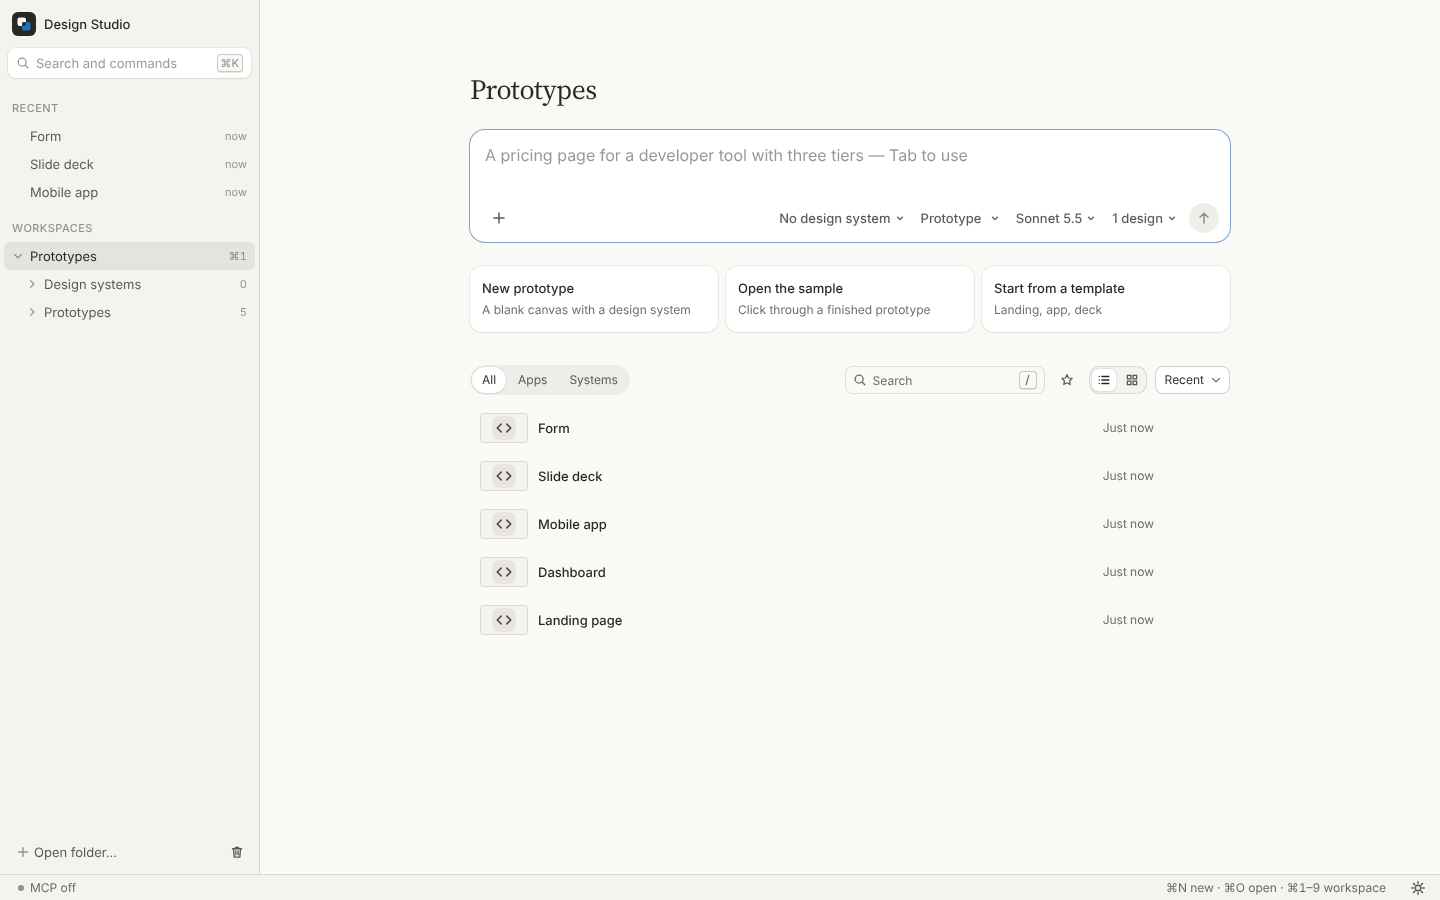 Design Studio
Search and commands ⌘K
RECENT
Form now
Slide deck now
Mobile app now
WORKSPACES
Prototypes ⌘1
Design systems 0
Prototypes 5
Open folder...
MCP off
Prototypes
A pricing page for a developer tool with three tiers — Tab to use
No design system Prototype Sonnet 5.5 1 design
New prototype
A blank canvas with a design system
Open the sample
Click through a finished prototype
Start from a template
Landing, app, deck
All Apps Systems Search / Recent
Form Just now
Slide deck Just now
Mobile app Just now
Dashboard Just now
Landing page Just now
⌘N new · ⌘O open · ⌘1–9 workspace